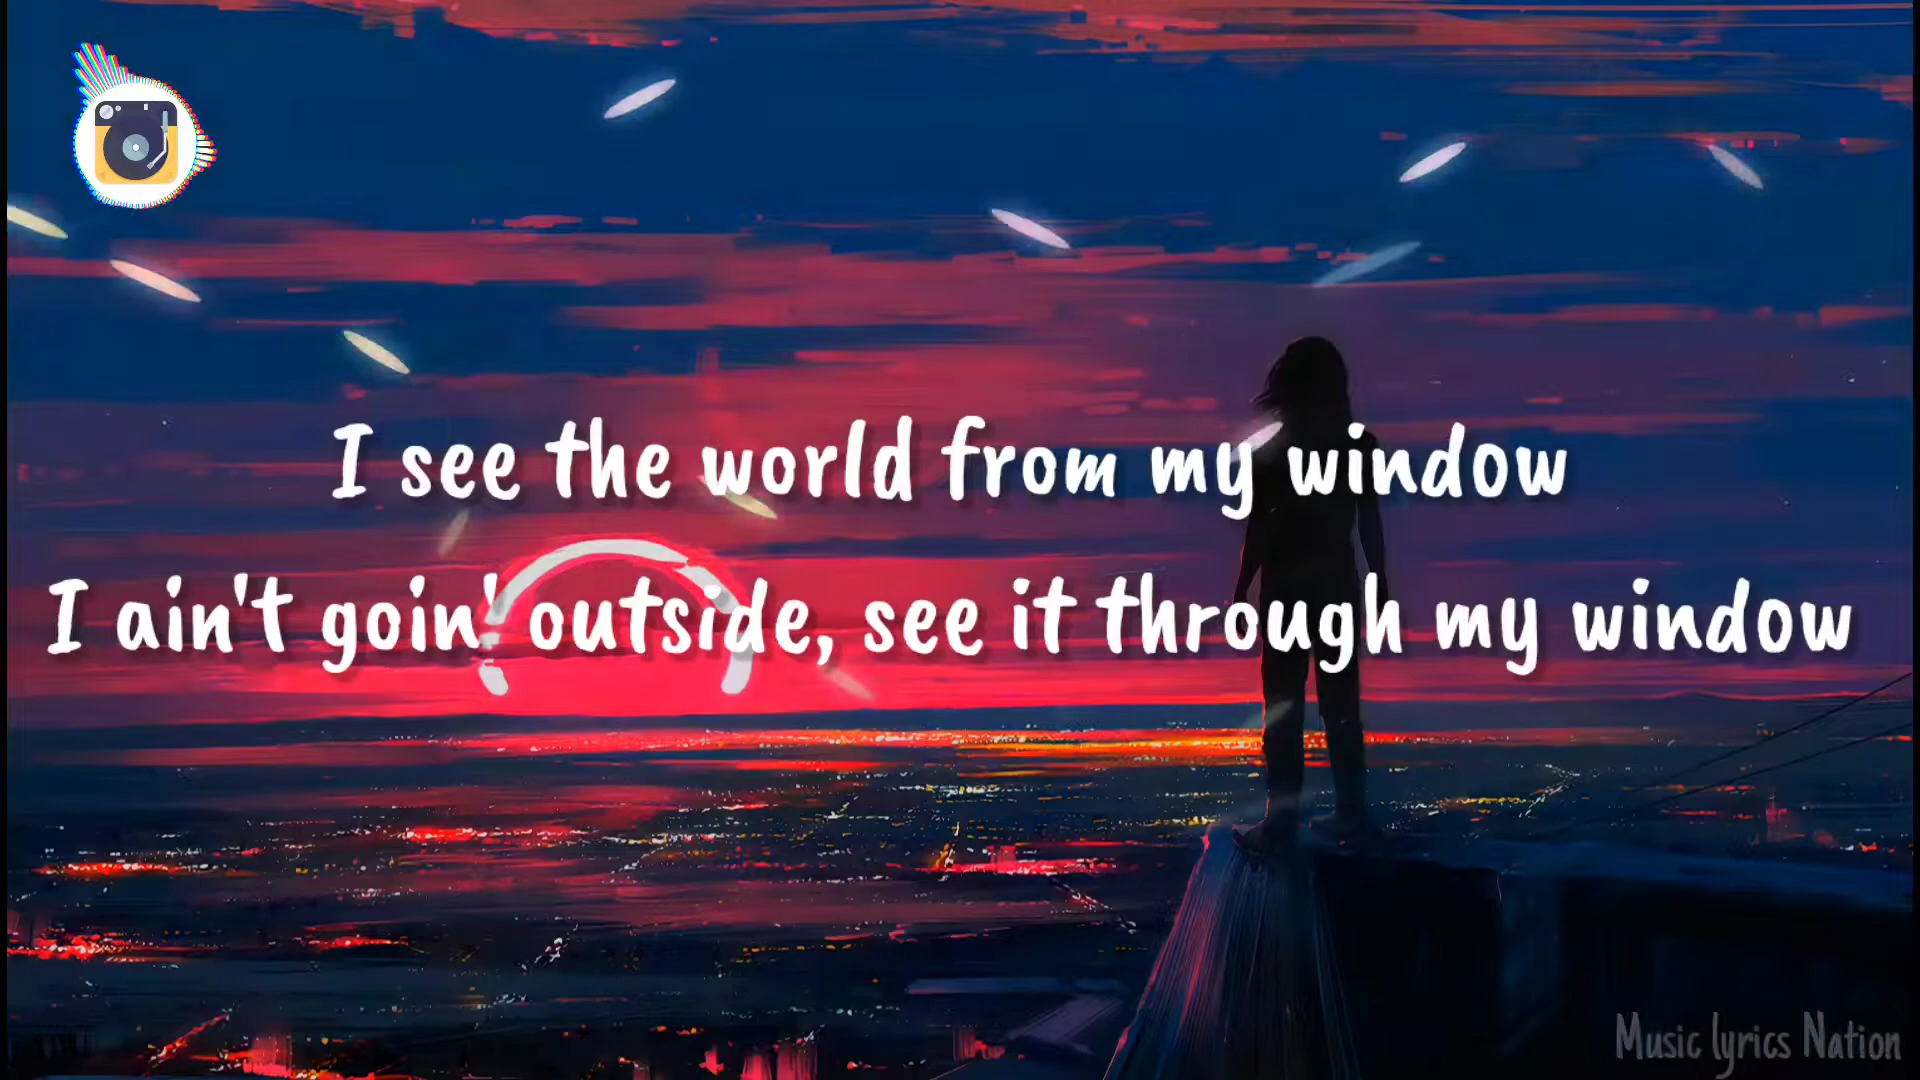 I see the world from my window
I ain't goin' outside, see it through my window
Music lyrics Nation